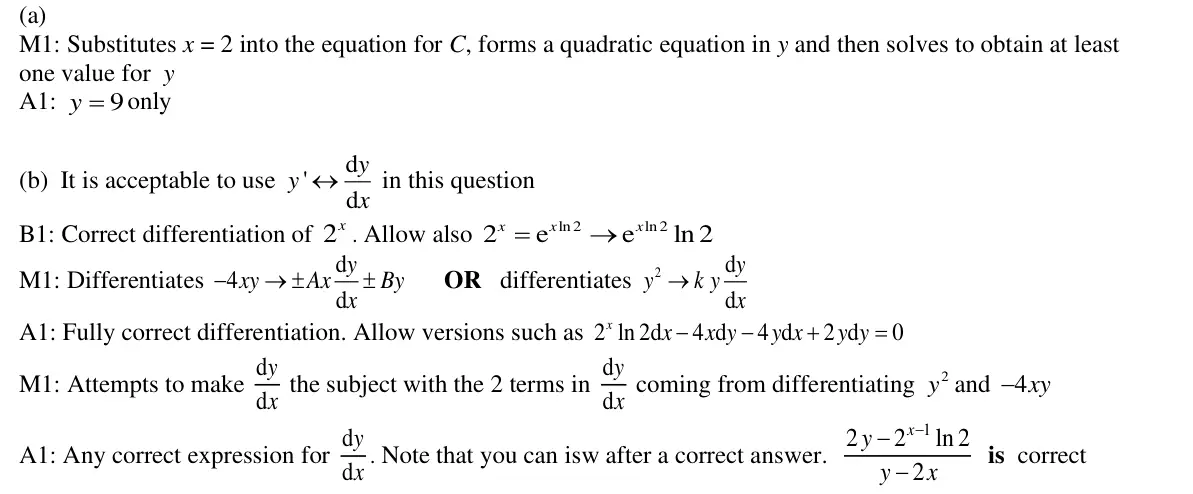 (a)
M1: Substitutes x = 2 into the equation for C, forms a quadratic equation in y and then solves to obtain at least
one value for y
A1: y = 9 only
(b) It is acceptable to use y' ↔ dy/dx in this question
B1: Correct differentiation of 2^x . Allow also 2^x = e^(x ln 2) → e^(x ln 2) ln 2
M1: Differentiates −4xy → ±Ax dy/dx ± By OR differentiates y² → k y dy/dx
A1: Fully correct differentiation. Allow versions such as 2^x ln 2dx − 4xdy − 4ydx + 2ydy = 0
M1: Attempts to make dy/dx the subject with the 2 terms in dy/dx coming from differentiating y² and −4xy
A1: Any correct expression for dy/dx. Note that you can isw after a correct answer. (2y − 2^(x−1) ln 2)/(y − 2x) is correct